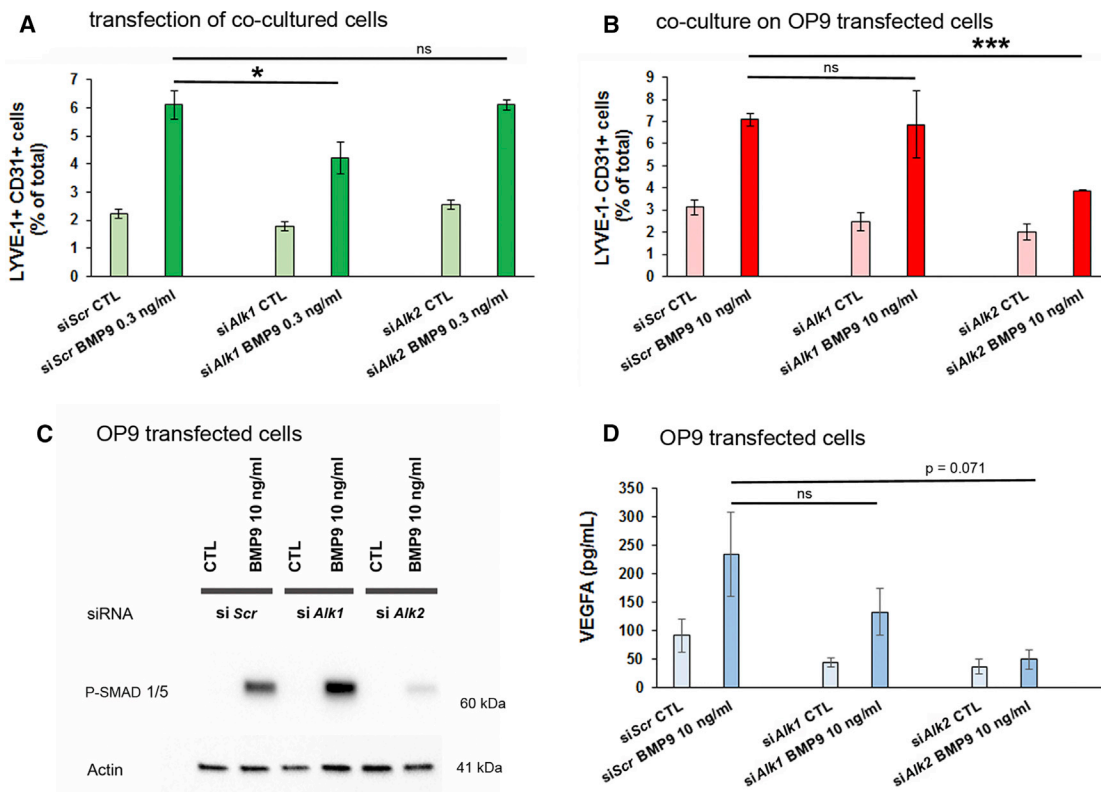 A
transfection of co-cultured cells
ns
*
LYVE-1+ CD31+ cells
(% of total)
7
6
5
4
3
2
1
0
siScr CTL
siScr BMP9 0.3 ng/ml
siAlk1 CTL
siAlk1 BMP9 0.3 ng/ml
siAlk2 CTL
siAlk2 BMP9 0.3 ng/ml
B
co-culture on OP9 transfected cells
***
ns
LYVE-1- CD31+ cells
(% of total)
9
8
7
6
5
4
3
2
1
0
siScr CTL
siScr BMP9 10 ng/ml
siAlk1 CTL
siAlk1 BMP9 10 ng/ml
siAlk2 CTL
siAlk2 BMP9 10 ng/ml
C
OP9 transfected cells
CTL
BMP9 10 ng/ml
CTL
BMP9 10 ng/ml
CTL
BMP9 10 ng/ml
siRNA
si Scr
si Alk1
si Alk2
P-SMAD 1/5
60 kDa
Actin
41 kDa
D
OP9 transfected cells
p = 0.071
ns
VEGFA (pg/mL)
350
300
250
200
150
100
50
0
siScr CTL
siScr BMP9 10 ng/ml
siAlk1 CTL
siAlk1 BMP9 10 ng/ml
siAlk2 CTL
siAlk2 BMP9 10 ng/ml